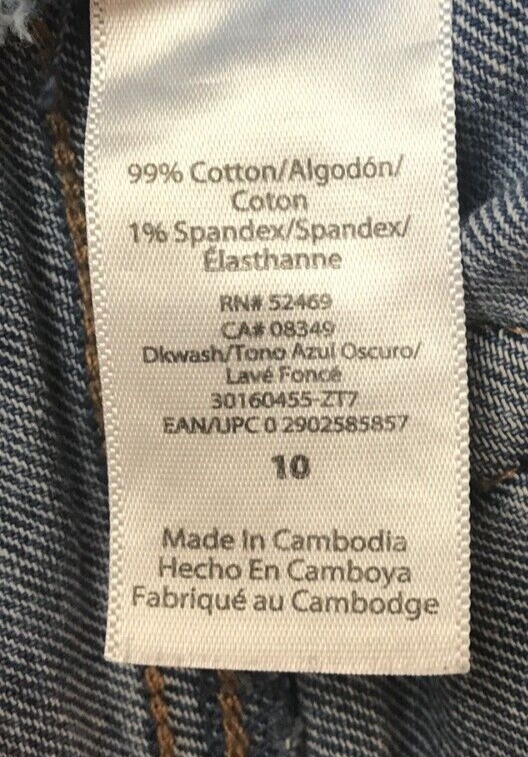 99% Cotton/Algodón/
Coton
1% Spandex/Spandex/
Élasthanne
RN# 52469
CA# 08349
Dkwash/Tono Azul Oscuro/
Lavé Foncé
30160455-ZT7
EAN/UPC 0 2902585857
10
Made In Cambodia
Hecho En Camboya
Fabriqué au Cambodge